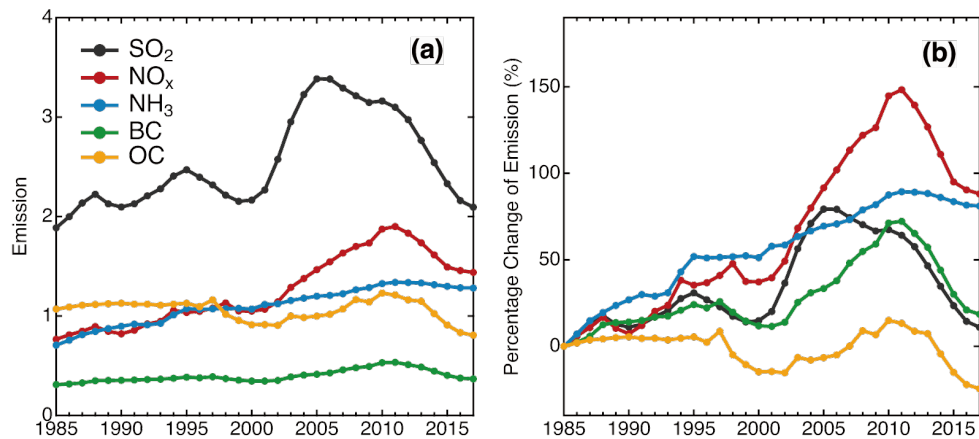 4
3
2
1
0
Emission
(a)
SO2
NOx
NH3
BC
OC
1985 1990 1995 2000 2005 2010 2015
150
100
50
0
Percentage Change of Emission (%)
(b)
1985 1990 1995 2000 2005 2010 2015